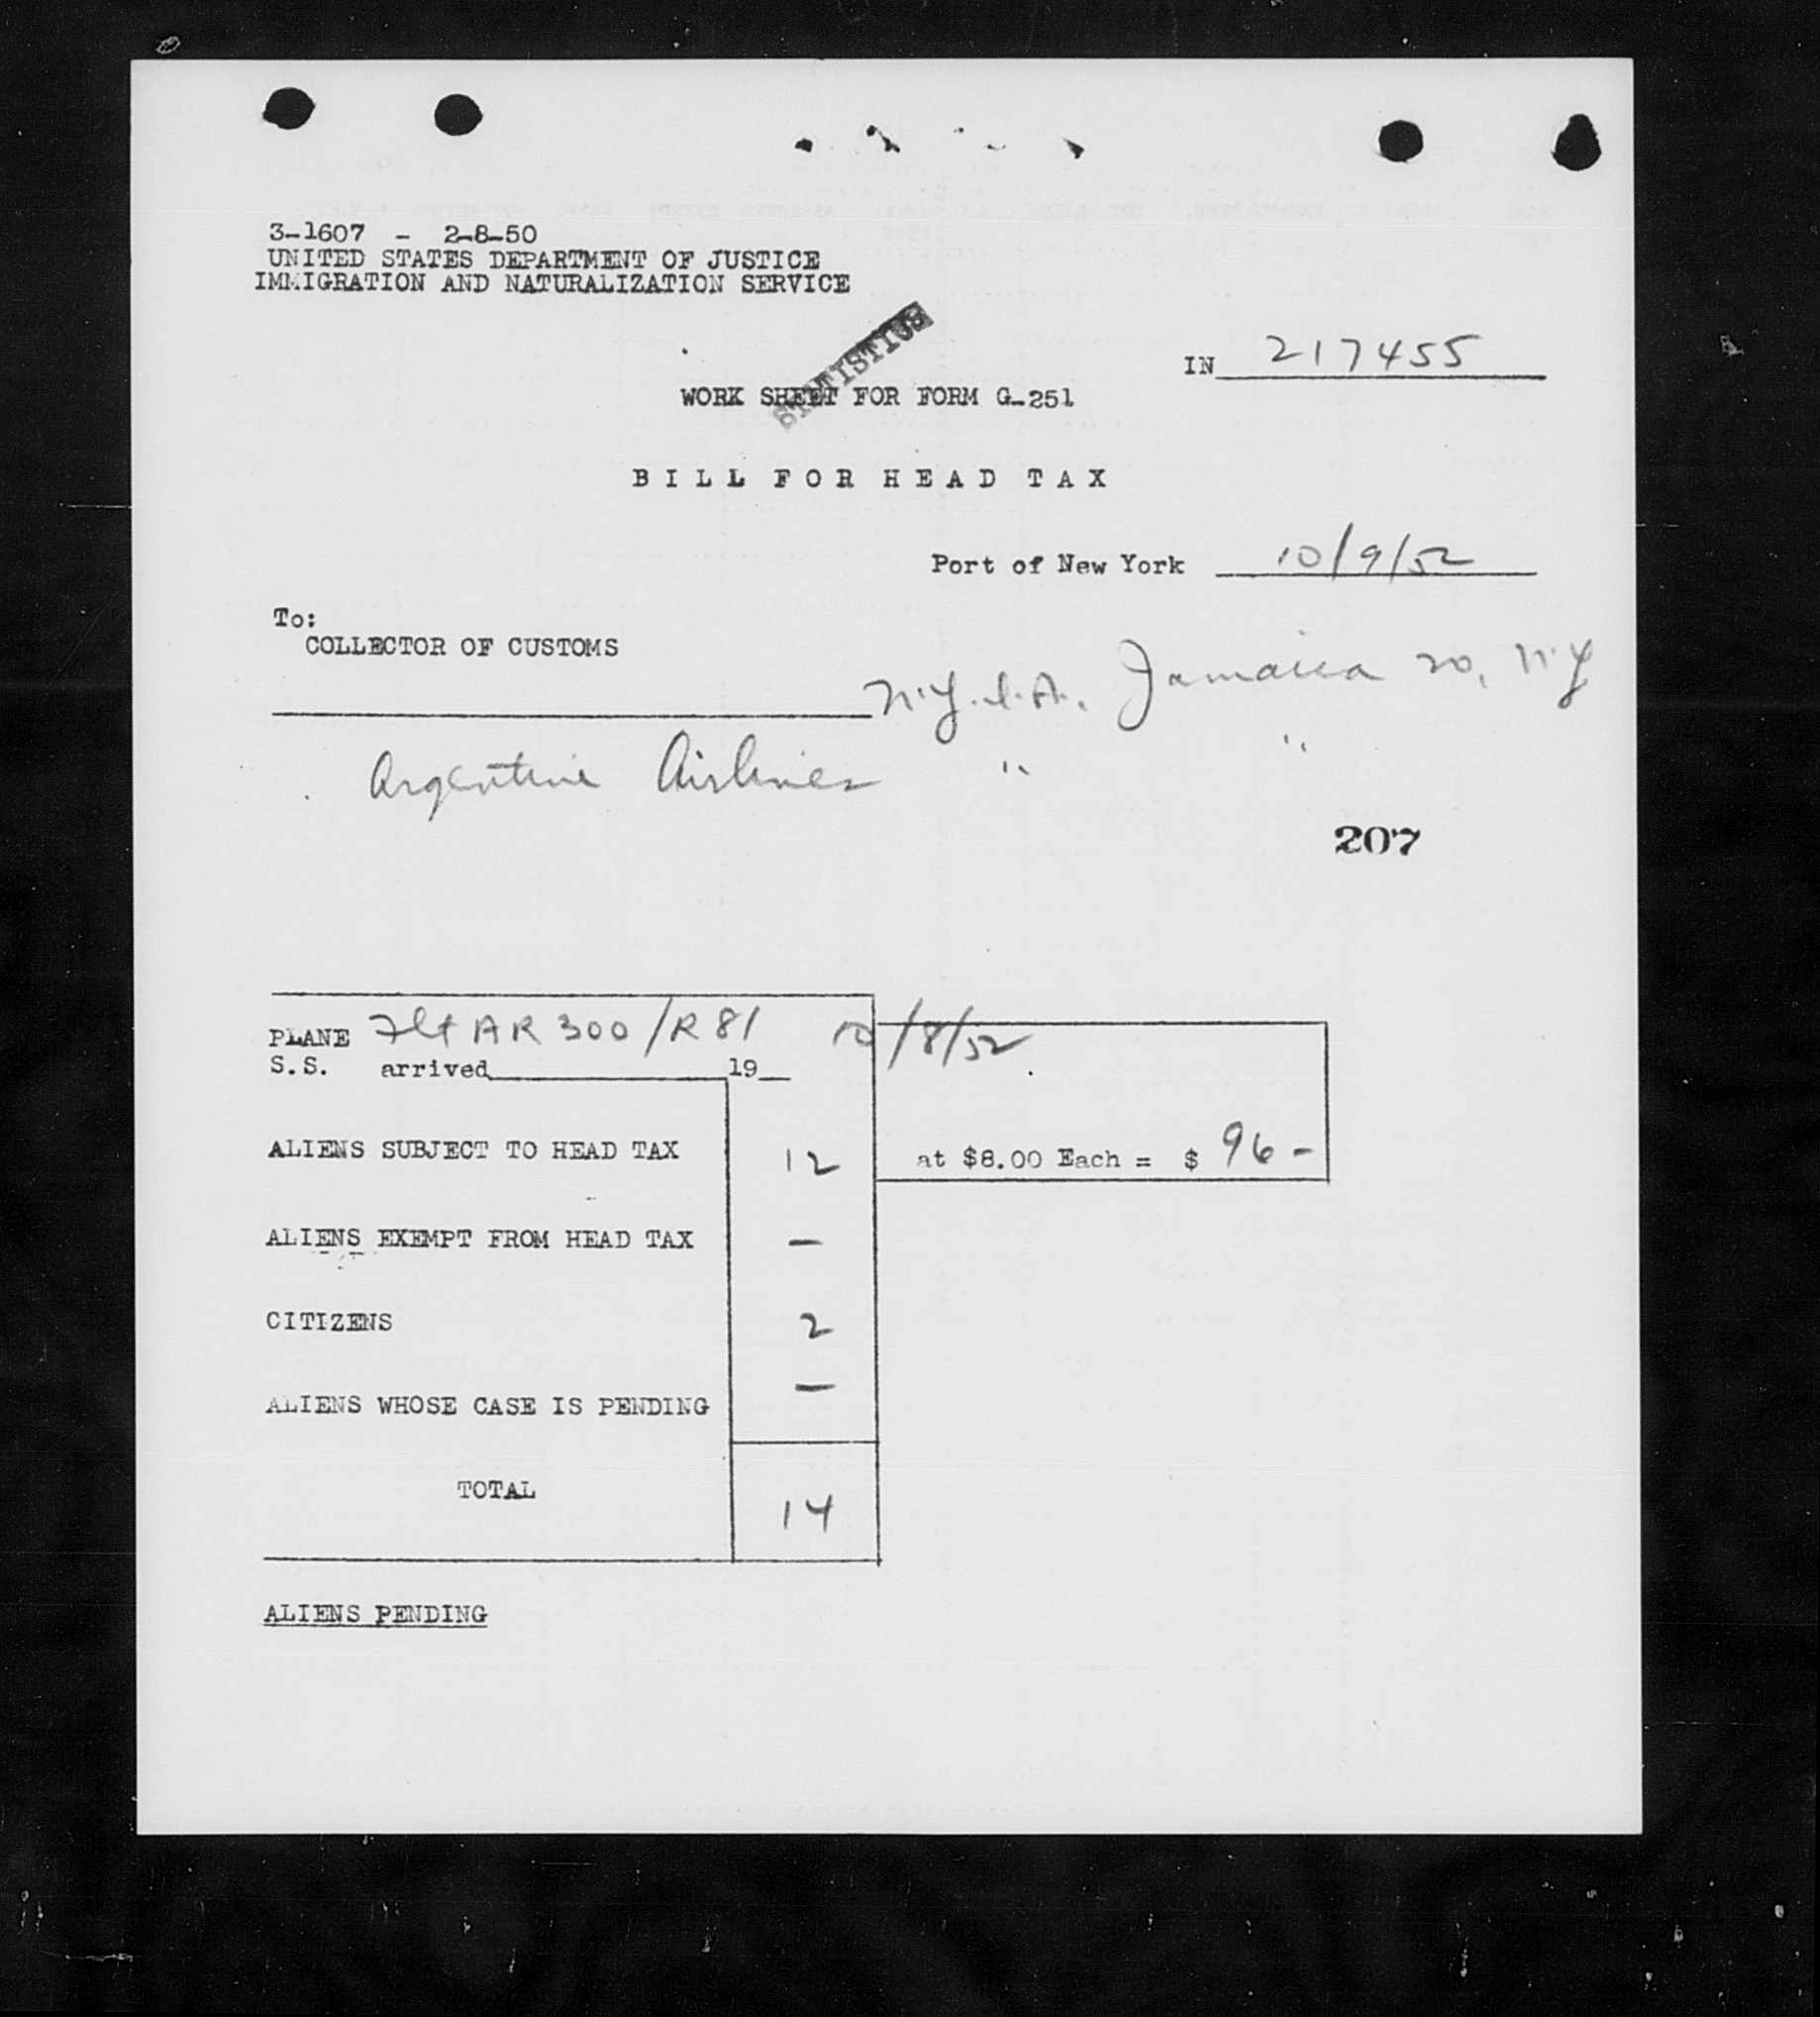 3-1607 - 2-8-50
UNITED STATES DEPARTMENT OF JUSTICE
IMMIGRATION AND NATURALIZATION SERVICE
STATISTICS
IN 217455
WORK SHEET FOR FORM G-251
BILL FOR HEAD TAX
Port of New York 10/9/52
To:
COLLECTOR OF CUSTOMS
N.Y.I.A. Jamaica 20, N.Y
Argentine Airlines " "
207
PLANE Flt AR 300/R81 10/8/52
S.S. arrived 19
ALIENS SUBJECT TO HEAD TAX 12 at $8.00 Each = $ 96-
ALIENS EXEMPT FROM HEAD TAX -
CITIZENS 2
ALIENS WHOSE CASE IS PENDING -
TOTAL 14
ALIENS PENDING